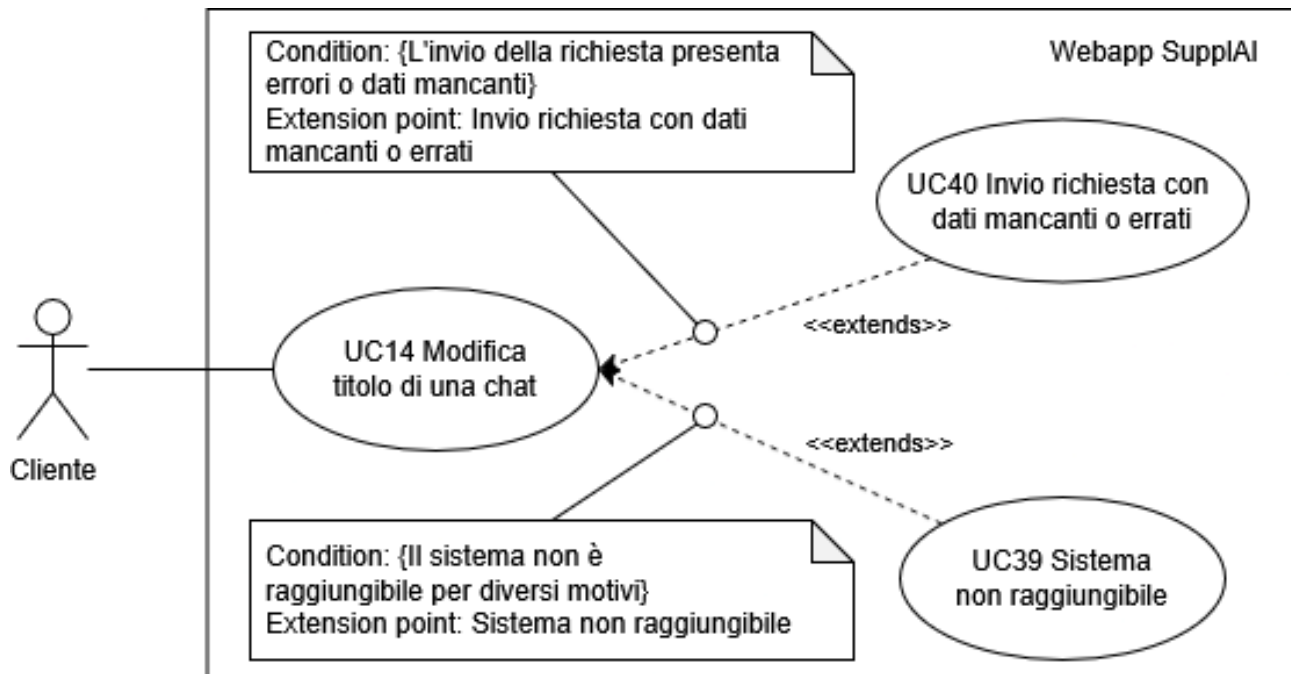 Condition: {L'invio della richiesta presenta
errori o dati mancanti}
Extension point: Invio richiesta con dati
mancanti o errati
Webapp SupplAI
UC40 Invio richiesta con
dati mancanti o errati
<<extends>>
UC14 Modifica
titolo di una chat
Cliente
<<extends>>
Condition: {Il sistema non è
raggiungibile per diversi motivi}
Extension point: Sistema non raggiungibile
UC39 Sistema
non raggiungibile